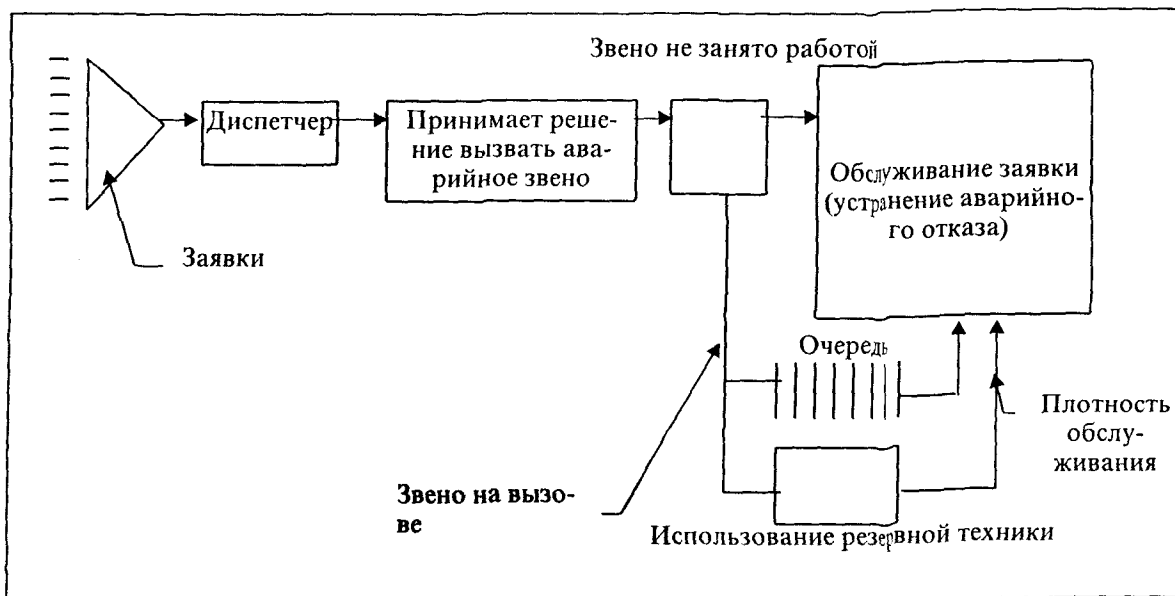 Звено не занято работой
Диспетчер
Принимает реше-
ние вызвать ава-
рийное звено
Обслуживание заявки
(устранение аварийно-
го отказа)
Заявки
Очередь
Плотность
обслу-
живания
Звено на вызо-
ве
Использование резервной техники